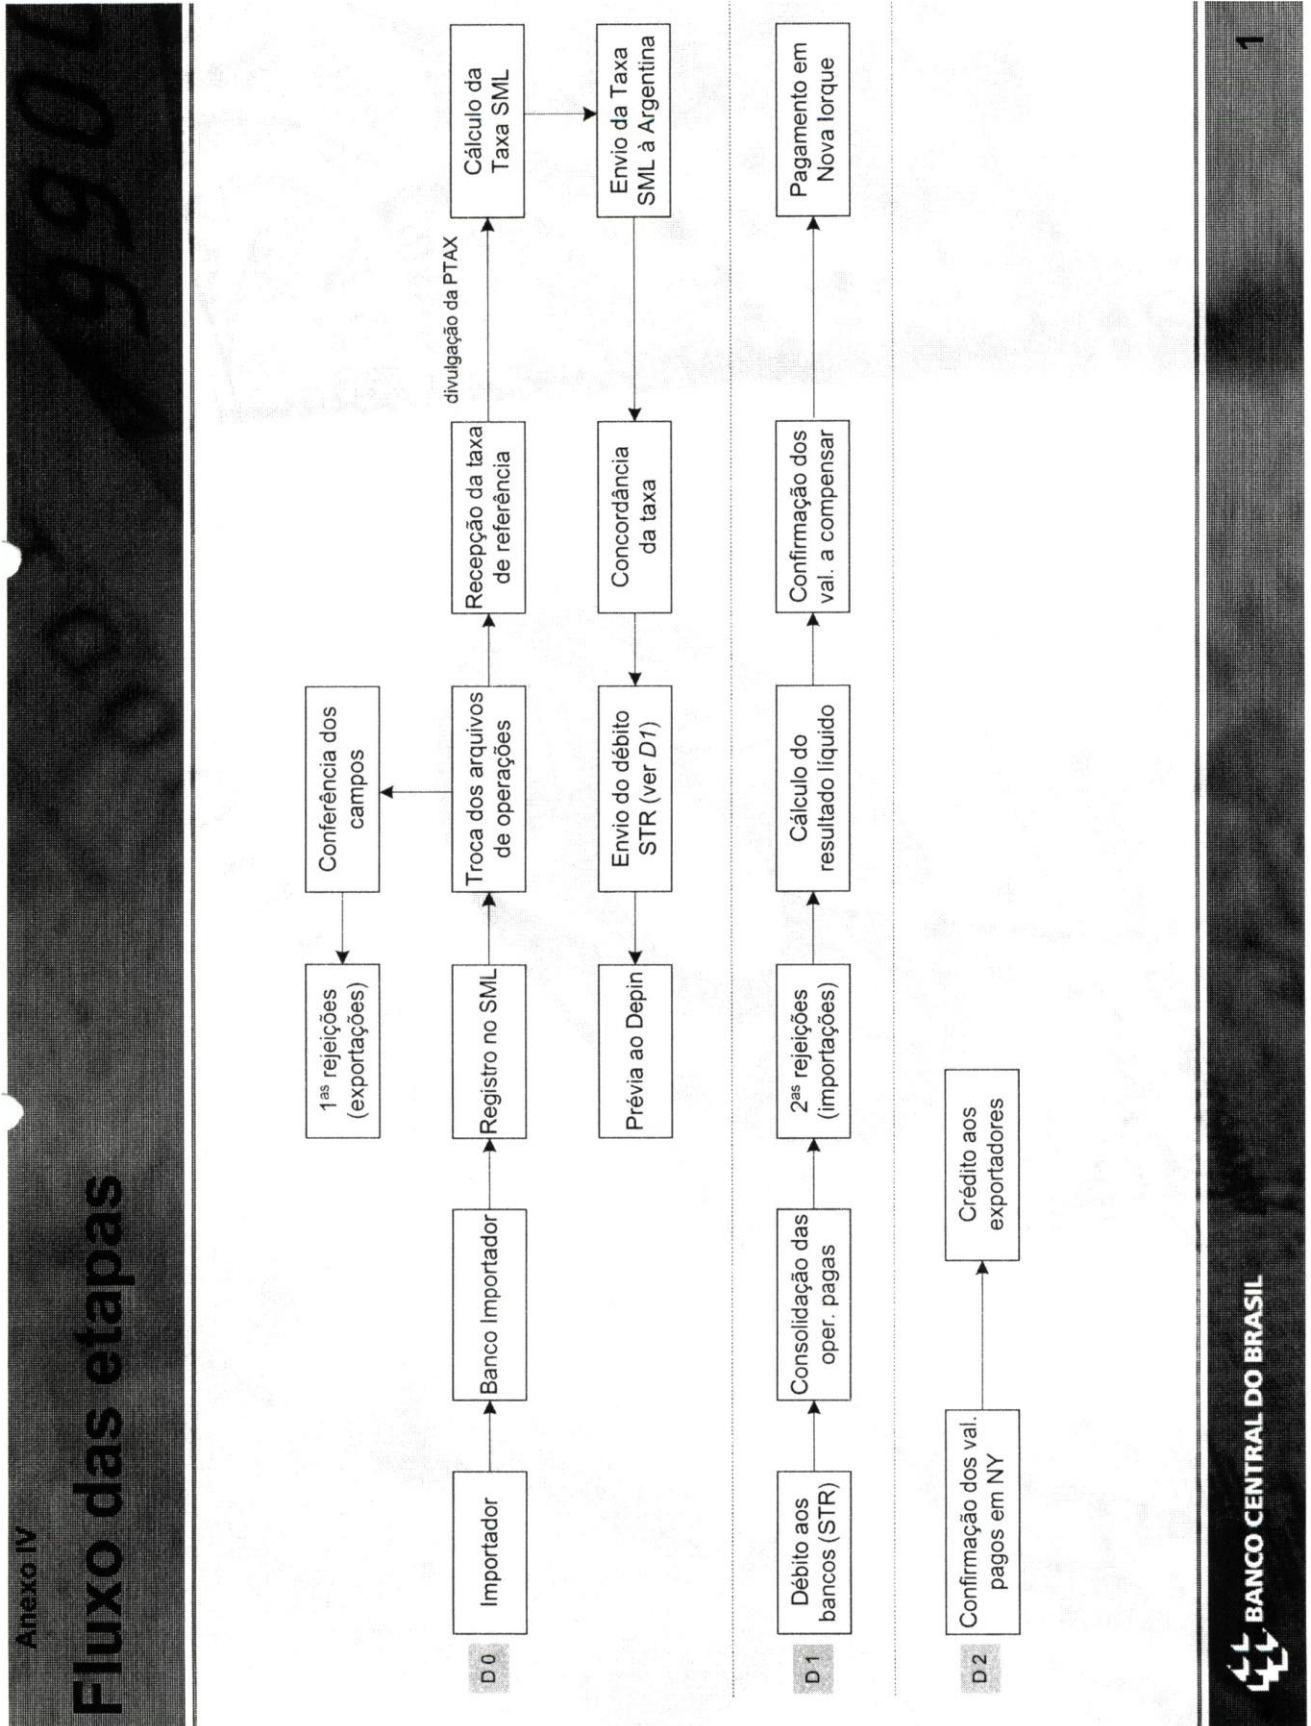 Anexo IV
Fluxo das etapas
1as rejeições
(exportações)
Conferência dos
campos
D 0
Importador
Banco Importador
Registro no SML
Troca dos arquivos
de operações
Recepção da taxa
de referência
divulgação da PTAX
Cálculo da
Taxa SML
Prévia ao Depin
Envio do débito
STR (ver D1)
Concordância
da taxa
Envio da Taxa
SML à Argentina
D 1
Débito aos
bancos (STR)
Consolidação das
oper. pagas
2as rejeições
(importações)
Cálculo do
resultado líquido
Confirmação dos
val. a compensar
Pagamento em
Nova Iorque
D 2
Confirmação dos val.
pagos em NY
Crédito aos
exportadores
BANCO CENTRAL DO BRASIL
1